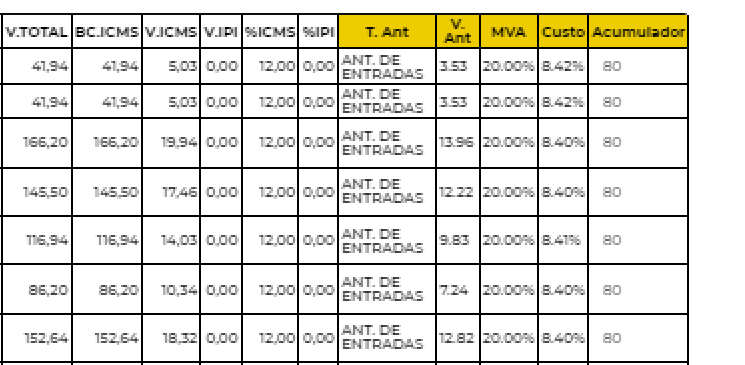 V.TOTAL BC.ICMS V.ICMS V.IPI %ICMS %IPI T. Ant V. Ant MVA Custo Acumulador
41,94 41,94 5,03 0,00 12,00 0,00 ANT. DE ENTRADAS 3.53 20.00% 8.42% 80
41,94 41,94 5,03 0,00 12,00 0,00 ANT. DE ENTRADAS 3.53 20.00% 8.42% 80
166,20 166,20 19,94 0,00 12,00 0,00 ANT. DE ENTRADAS 13.96 20.00% 8.40% 80
145,50 145,50 17,46 0,00 12,00 0,00 ANT. DE ENTRADAS 12.22 20.00% 8.40% 80
116,94 116,94 14,03 0,00 12,00 0,00 ANT. DE ENTRADAS 9.83 20.00% 8.41% 80
86,20 86,20 10,34 0,00 12,00 0,00 ANT. DE ENTRADAS 7.24 20.00% 8.40% 80
152,64 152,64 18,32 0,00 12,00 0,00 ANT. DE ENTRADAS 12.82 20.00% 8.40% 80